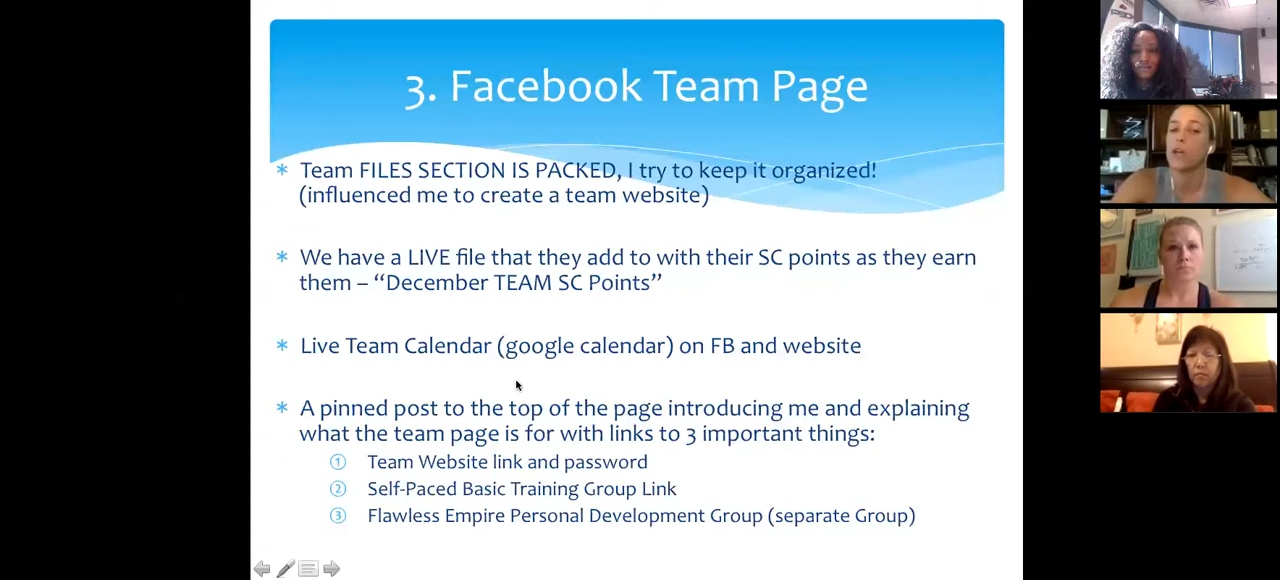 3. Facebook Team Page
* Team FILES SECTION IS PACKED, I try to keep it organized!
(influenced me to create a team website)
* We have a LIVE file that they add to with their SC points as they earn
them – “December TEAM SC Points”
* Live Team Calendar (google calendar) on FB and website
* A pinned post to the top of the page introducing me and explaining
what the team page is for with links to 3 important things:
① Team Website link and password
② Self-Paced Basic Training Group Link
③ Flawless Empire Personal Development Group (separate Group)